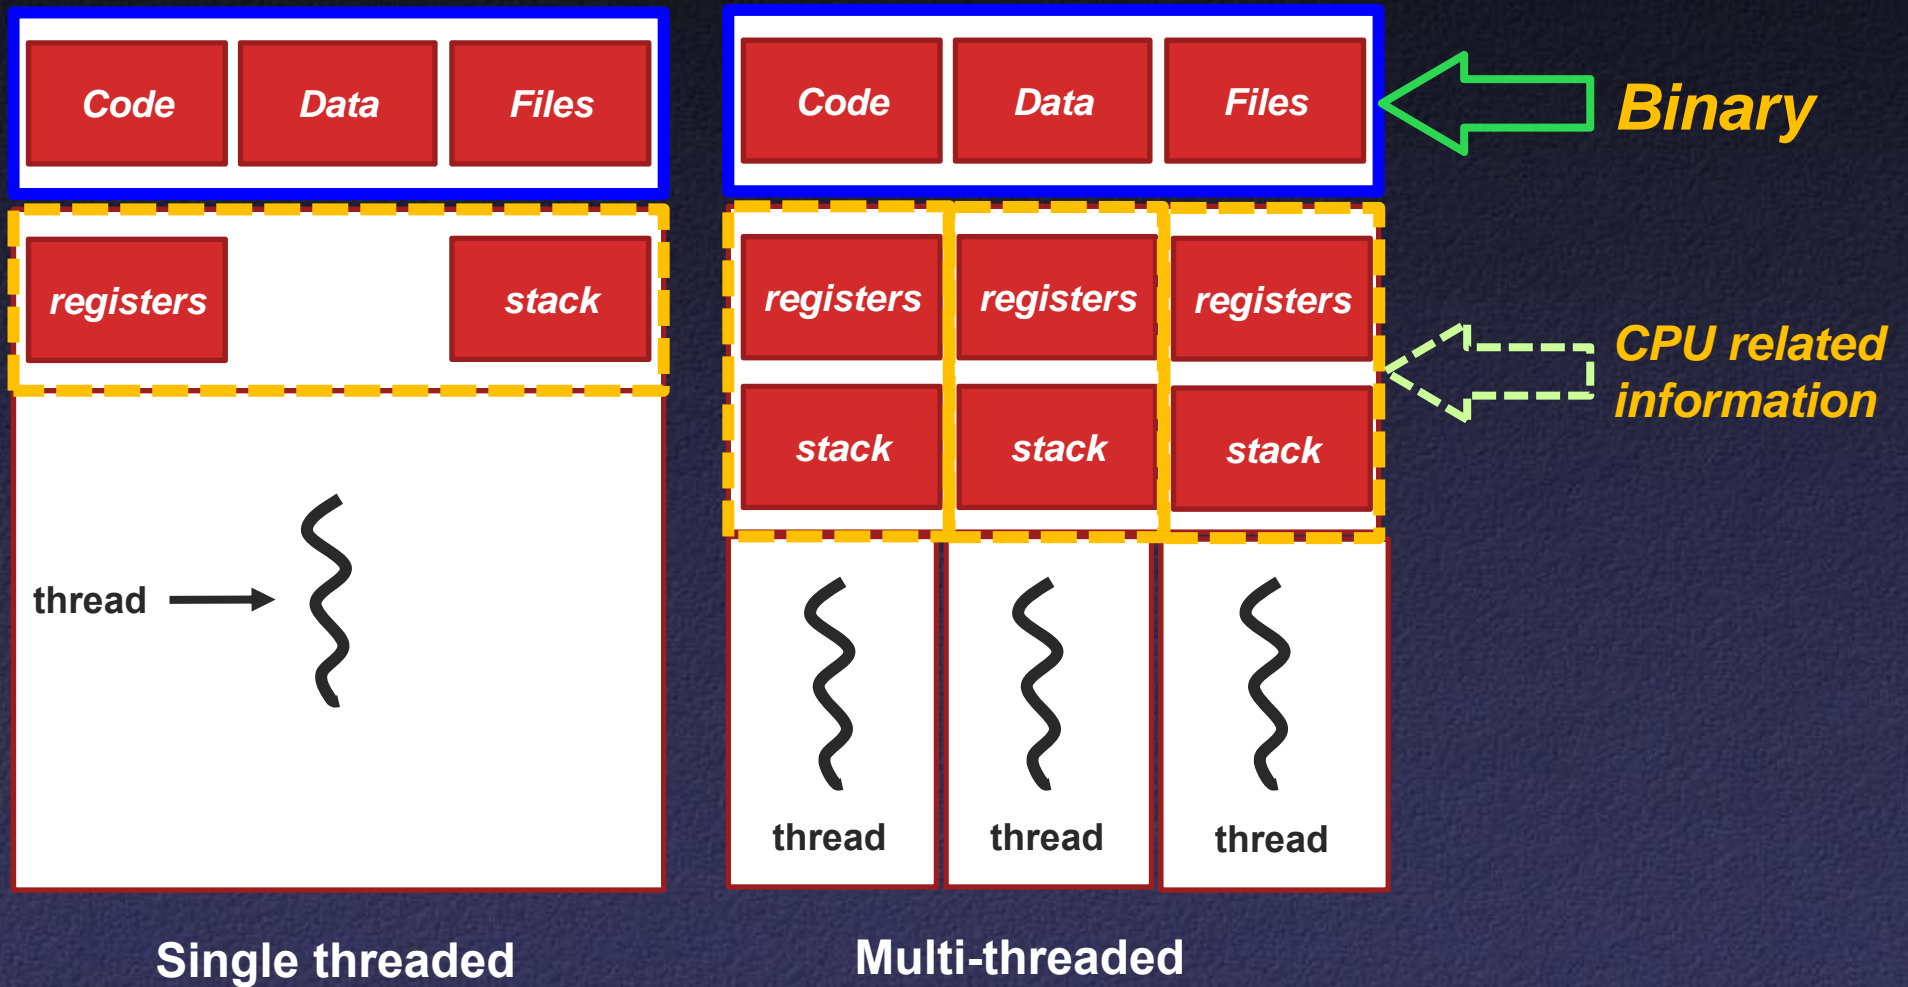 Code
Data
Files
registers
stack
thread
Single threaded
Code
Data
Files
registers
registers
registers
stack
stack
stack
thread
thread
thread
Multi-threaded
Binary
CPU related
information